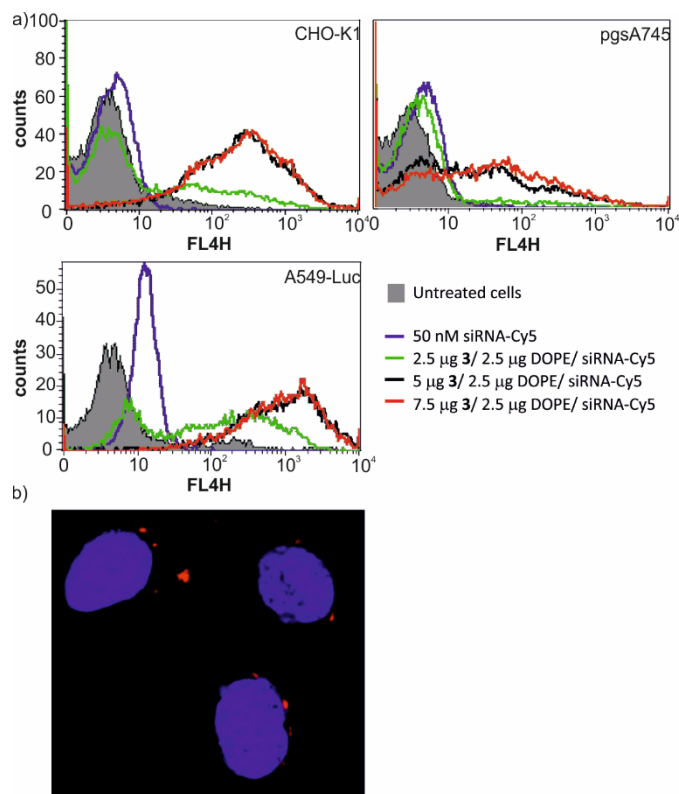 a)
CHO-K1
100
80
60
40
20
0
counts
0 10 10² 10³ 10⁴
FL4H
pgsA745
0 10 10² 10³ 10⁴
FL4H
A549-Luc
50
40
30
20
10
0
counts
0 10 10² 10³ 10⁴
FL4H
Untreated cells
50 nM siRNA-Cy5
2.5 µg 3/ 2.5 µg DOPE/ siRNA-Cy5
5 µg 3/ 2.5 µg DOPE/ siRNA-Cy5
7.5 µg 3/ 2.5 µg DOPE/ siRNA-Cy5
b)